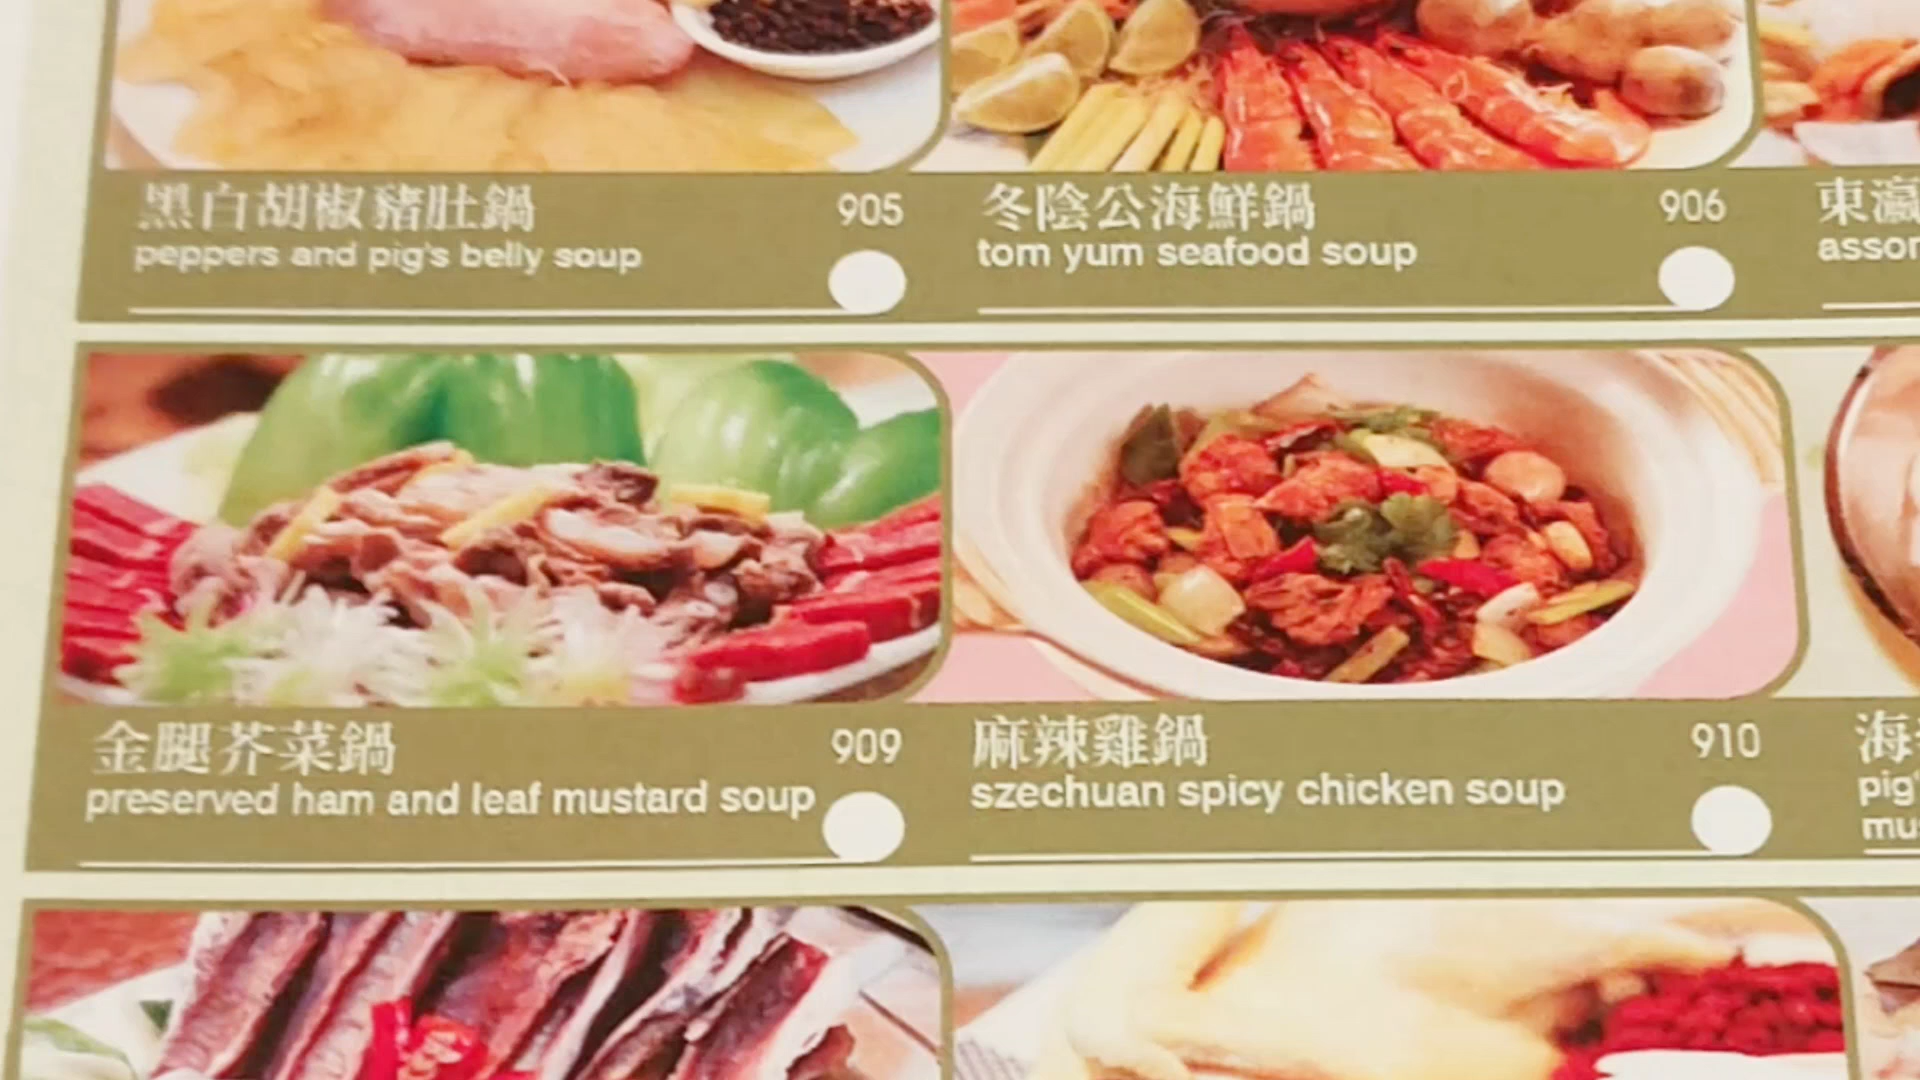 黑白胡椒豬肚鍋 905
peppers and pig's belly soup
冬陰公海鮮鍋 906
tom yum seafood soup
東瀛
金腿芥菜鍋 909
preserved ham and leaf mustard soup
麻辣雞鍋 910
szechuan spicy chicken soup
海
pig'